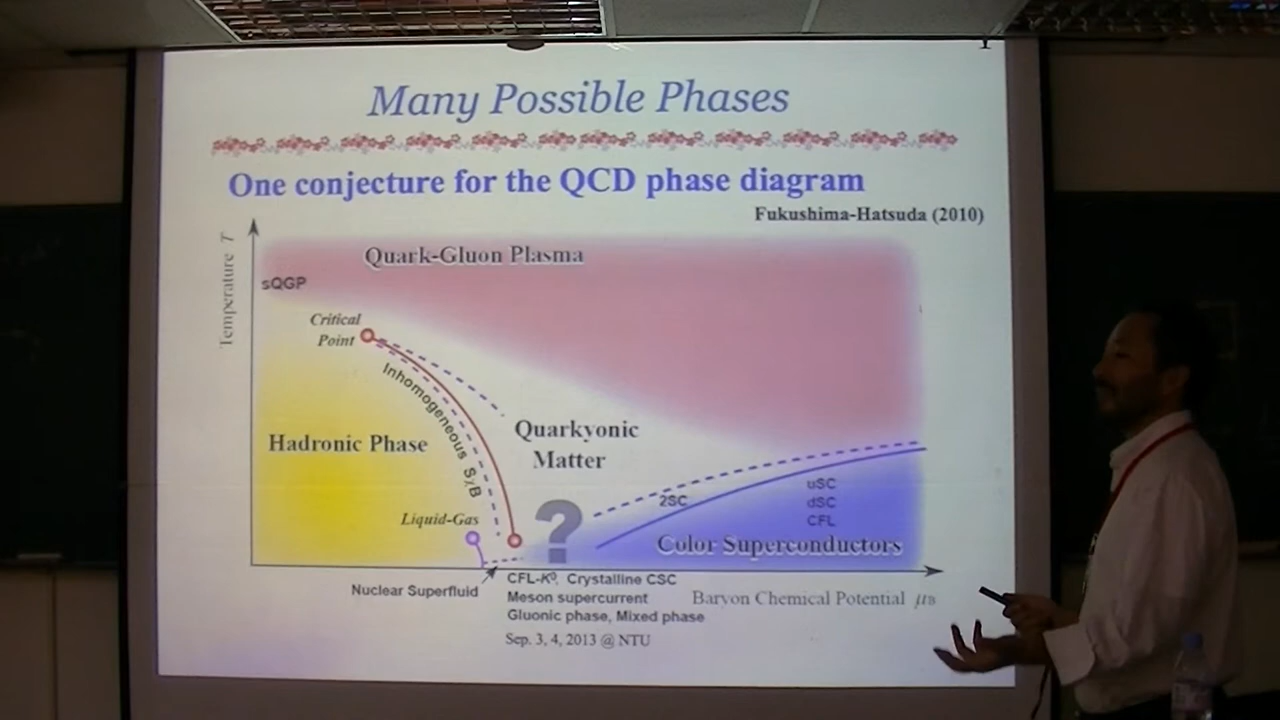 Many Possible Phases
One conjecture for the QCD phase diagram
Fukushima-Hatsuda (2010)
Temperature T
Quark-Gluon Plasma
sQGP
Critical
Point
Inhomogeneous SχB
Hadronic Phase
Quarkyonic
Matter
Liquid-Gas
?
2SC
uSC
dSC
CFL
Color Superconductors
Nuclear Superfluid
CFL-K⁰, Crystalline CSC
Meson supercurrent
Gluonic phase, Mixed phase
Baryon Chemical Potential μB
Sep. 3, 4, 2013 @ NTU